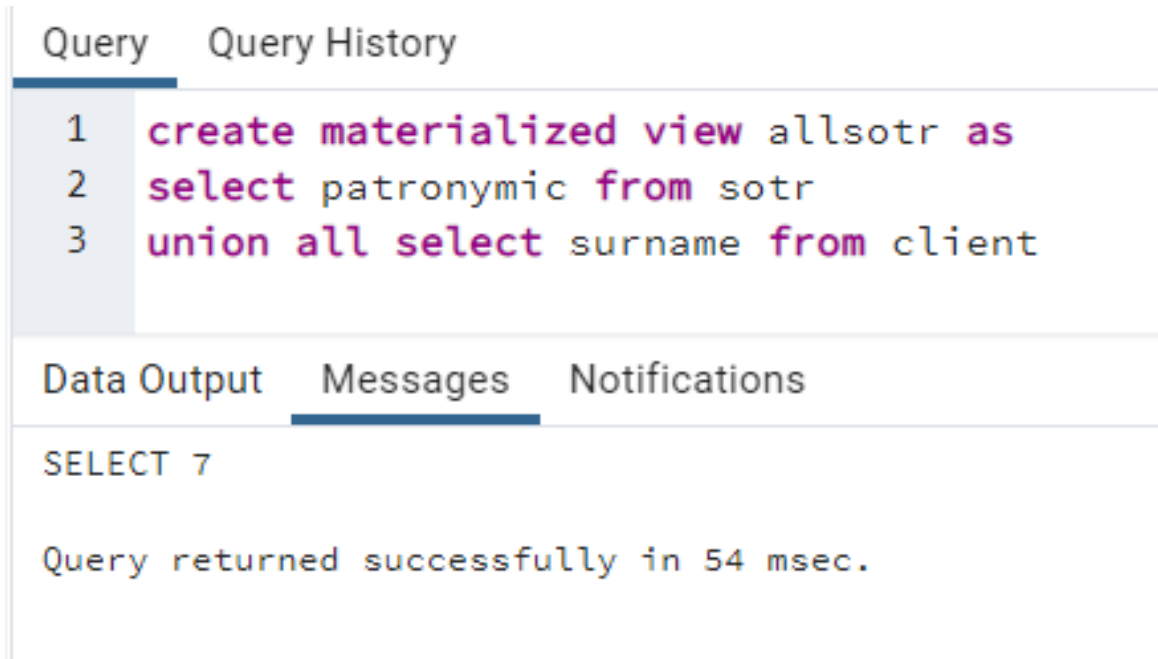 Query Query History
1 create materialized view allsotr as
2 select patronymic from sotr
3 union all select surname from client
Data Output Messages Notifications
SELECT 7
Query returned successfully in 54 msec.